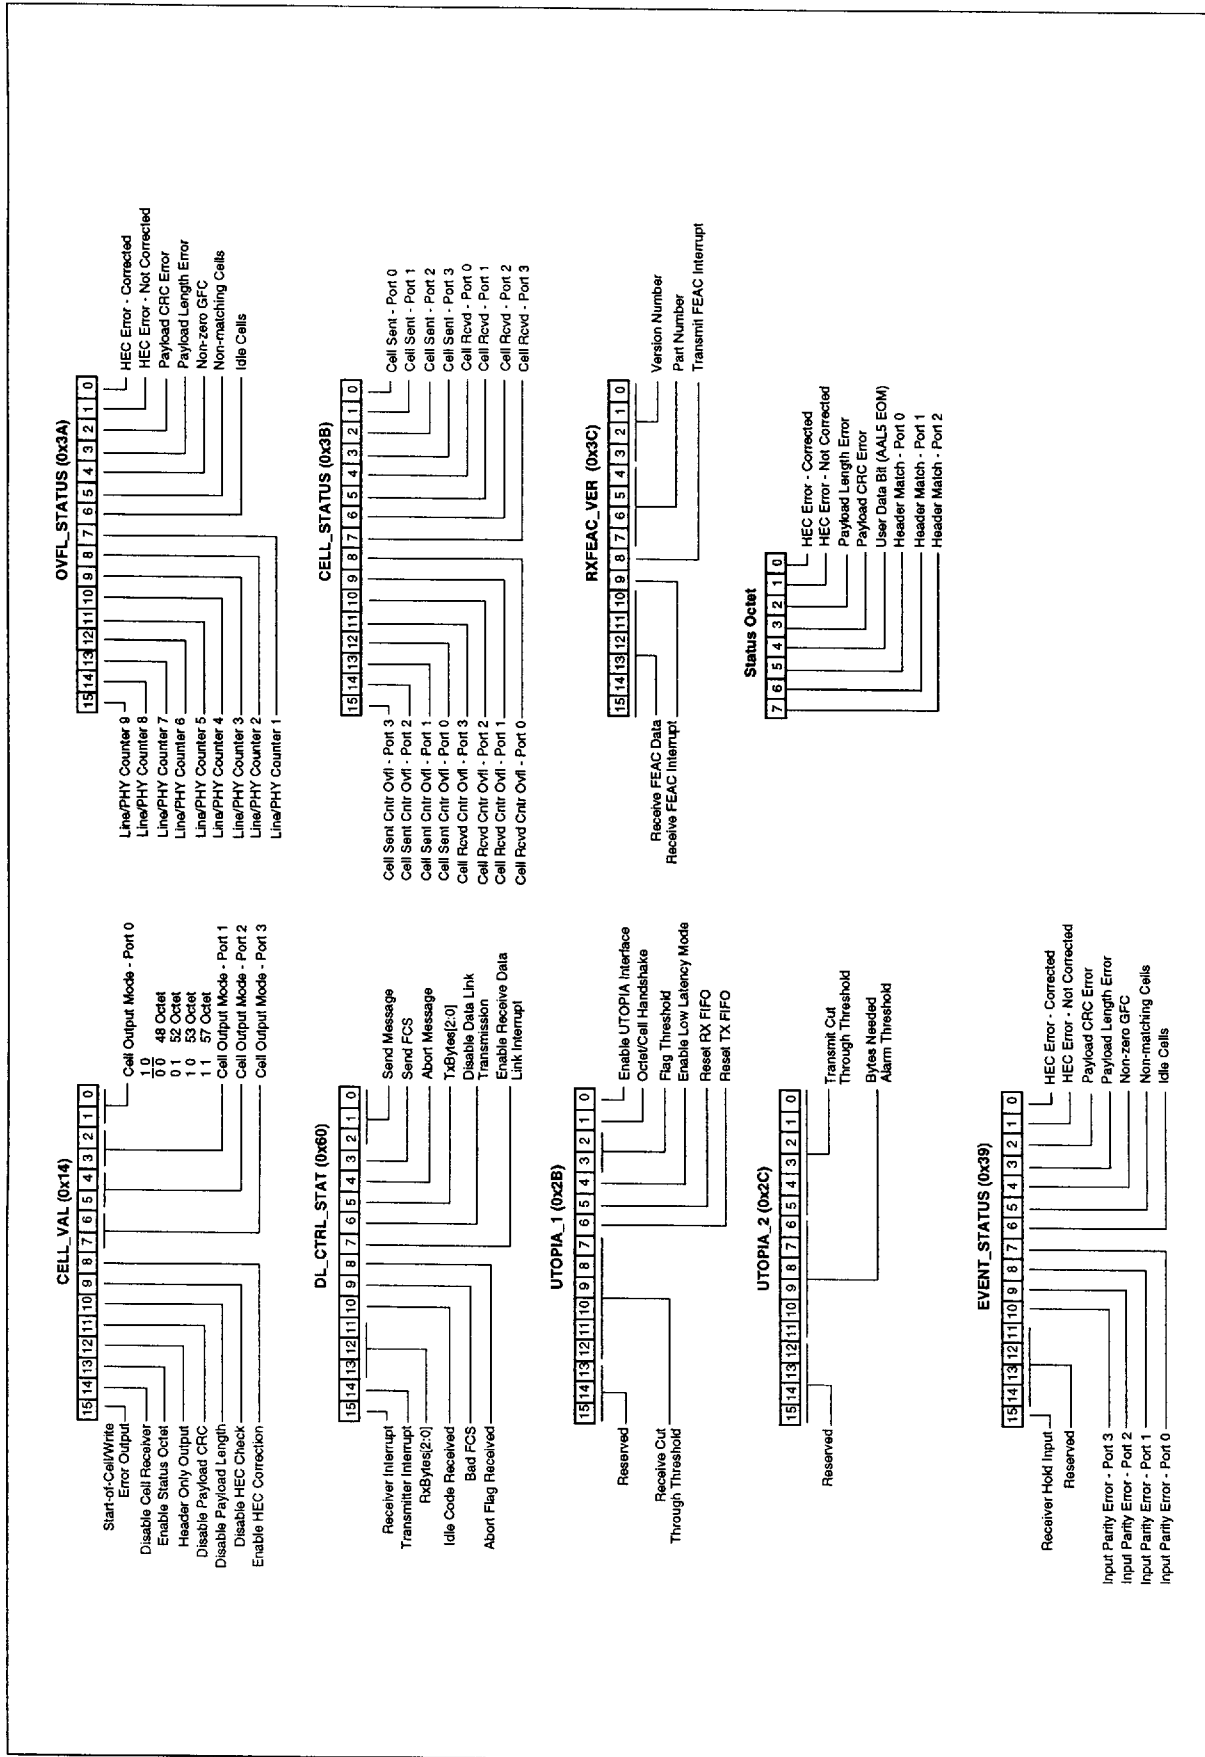 CELL_VAL (0x14)
15 14 13 12 11 10 9 8 7 6 5 4 3 2 1 0
Start-of-Cell/Write
Error Output
Disable Cell Receiver
Enable Status Octet
Header Only Output
Disable Payload CRC
Disable Payload Length
Disable HEC Check
Enable HEC Correction
Cell Output Mode - Port 0
1 0
0 0 48 Octet
0 1 52 Octet
1 0 53 Octet
1 1 57 Octet
Cell Output Mode - Port 1
Cell Output Mode - Port 2
Cell Output Mode - Port 3
DL_CTRL_STAT (0x60)
15 14 13 12 11 10 9 8 7 6 5 4 3 2 1 0
Receiver Interrupt
Transmitter Interrupt
RxBytes[2:0]
Idle Code Received
Bad FCS
Abort Flag Received
Send Message
Send FCS
Abort Message
TxBytes[2:0]
Disable Data Link
Transmission
Enable Receive Data
Link Interrupt
UTOPIA_1 (0x2B)
15 14 13 12 11 10 9 8 7 6 5 4 3 2 1 0
Reserved
Receive Cut
Through Threshold
Enable UTOPIA Interface
Octet/Cell Handshake
Flag Threshold
Enable Low Latency Mode
Reset RX FIFO
Reset TX FIFO
UTOPIA_2 (0x2C)
15 14 13 12 11 10 9 8 7 6 5 4 3 2 1 0
Reserved
Transmit Cut
Through Threshold
Bytes Needed
Alarm Threshold
EVENT_STATUS (0x39)
15 14 13 12 11 10 9 8 7 6 5 4 3 2 1 0
Receiver Hold Input
Reserved
Input Parity Error - Port 3
Input Parity Error - Port 2
Input Parity Error - Port 1
Input Parity Error - Port 0
HEC Error - Corrected
HEC Error - Not Corrected
Payload CRC Error
Payload Length Error
Non-zero GFC
Non-matching Cells
Idle Cells
OVFL_STATUS (0x3A)
15 14 13 12 11 10 9 8 7 6 5 4 3 2 1 0
Line/PHY Counter 9
Line/PHY Counter 8
Line/PHY Counter 7
Line/PHY Counter 6
Line/PHY Counter 5
Line/PHY Counter 4
Line/PHY Counter 3
Line/PHY Counter 2
Line/PHY Counter 1
HEC Error - Corrected
HEC Error - Not Corrected
Payload CRC Error
Payload Length Error
Non-zero GFC
Non-matching Cells
Idle Cells
CELL_STATUS (0x3B)
15 14 13 12 11 10 9 8 7 6 5 4 3 2 1 0
Cell Sent Cntr Ovfl - Port 3
Cell Sent Cntr Ovfl - Port 2
Cell Sent Cntr Ovfl - Port 1
Cell Sent Cntr Ovfl - Port 0
Cell Rcvd Cntr Ovfl - Port 3
Cell Rcvd Cntr Ovfl - Port 2
Cell Rcvd Cntr Ovfl - Port 1
Cell Rcvd Cntr Ovfl - Port 0
Cell Sent - Port 0
Cell Sent - Port 1
Cell Sent - Port 2
Cell Sent - Port 3
Cell Rcvd - Port 0
Cell Rcvd - Port 1
Cell Rcvd - Port 2
Cell Rcvd - Port 3
RXFEAC_VER (0x3C)
15 14 13 12 11 10 9 8 7 6 5 4 3 2 1 0
Receive FEAC Data
Receive FEAC Interrupt
Version Number
Part Number
Transmit FEAC Interrupt
Status Octet
7 6 5 4 3 2 1 0
HEC Error - Corrected
HEC Error - Not Corrected
Payload Length Error
Payload CRC Error
User Data Bit (AAL5 EOM)
Header Match - Port 0
Header Match - Port 1
Header Match - Port 2